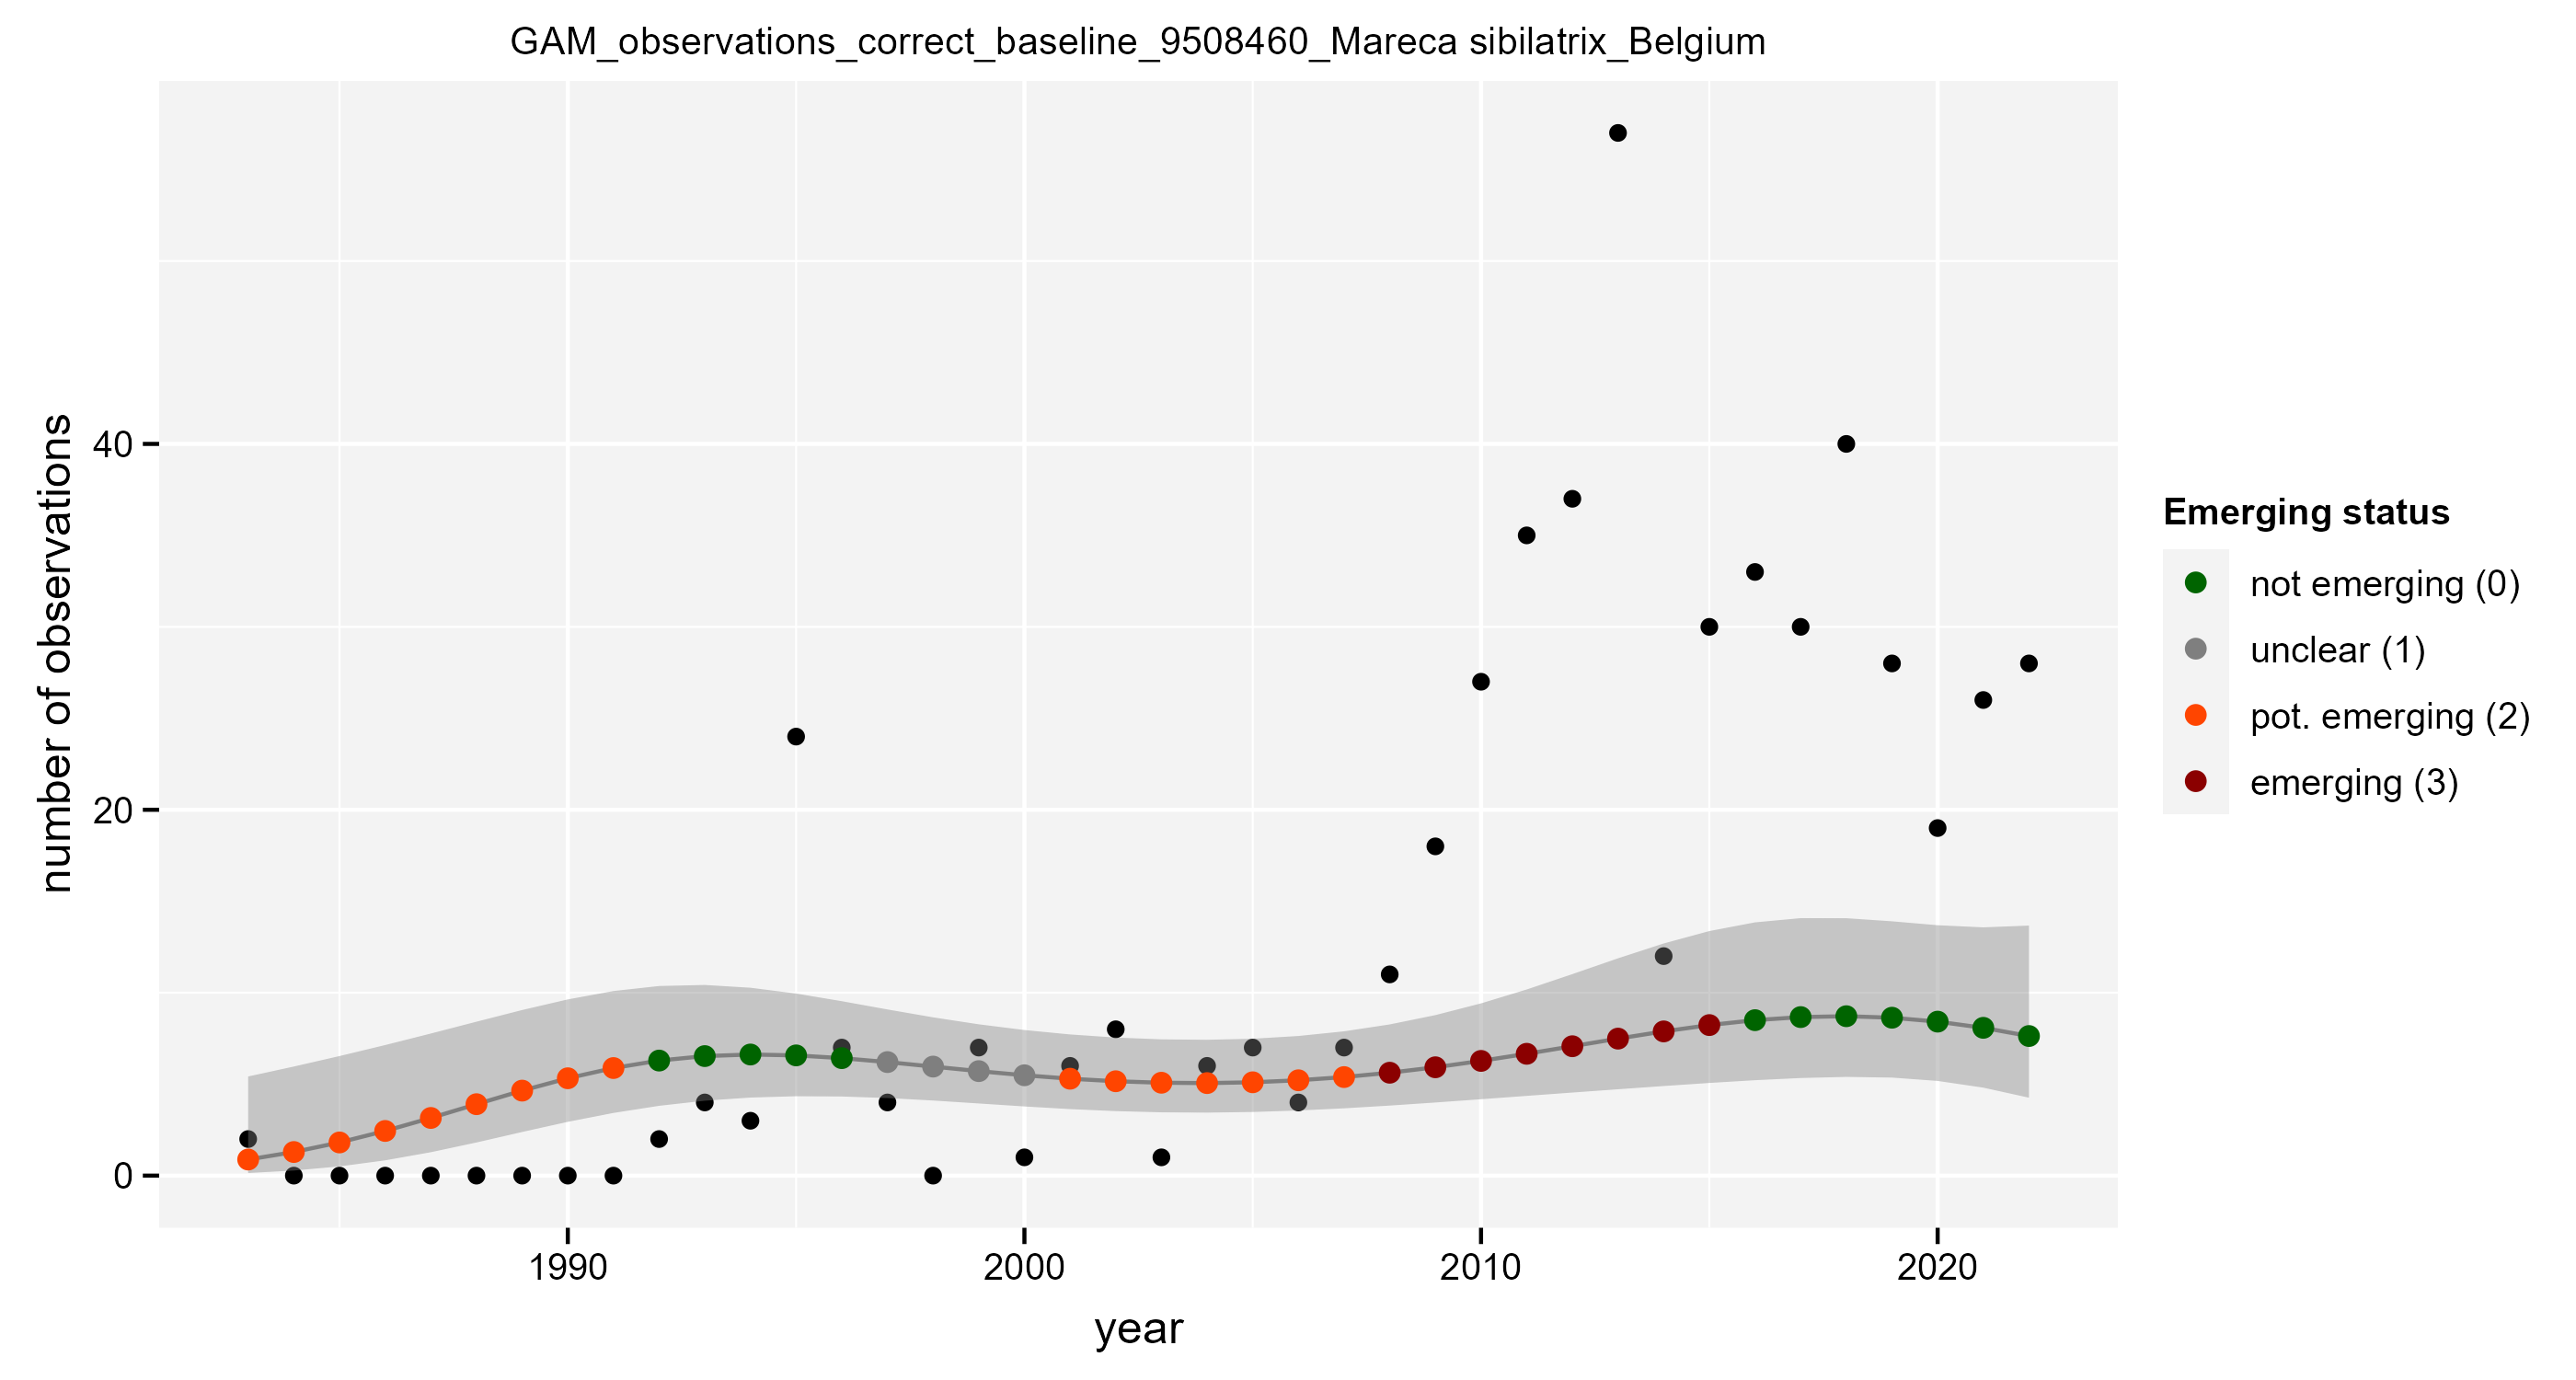 GAM_observations_correct_baseline_9508460_Mareca sibilatrix_Belgium
number of observations
40
20
0
1990
2000
2010
2020
year
Emerging status
not emerging (0)
unclear (1)
pot. emerging (2)
emerging (3)